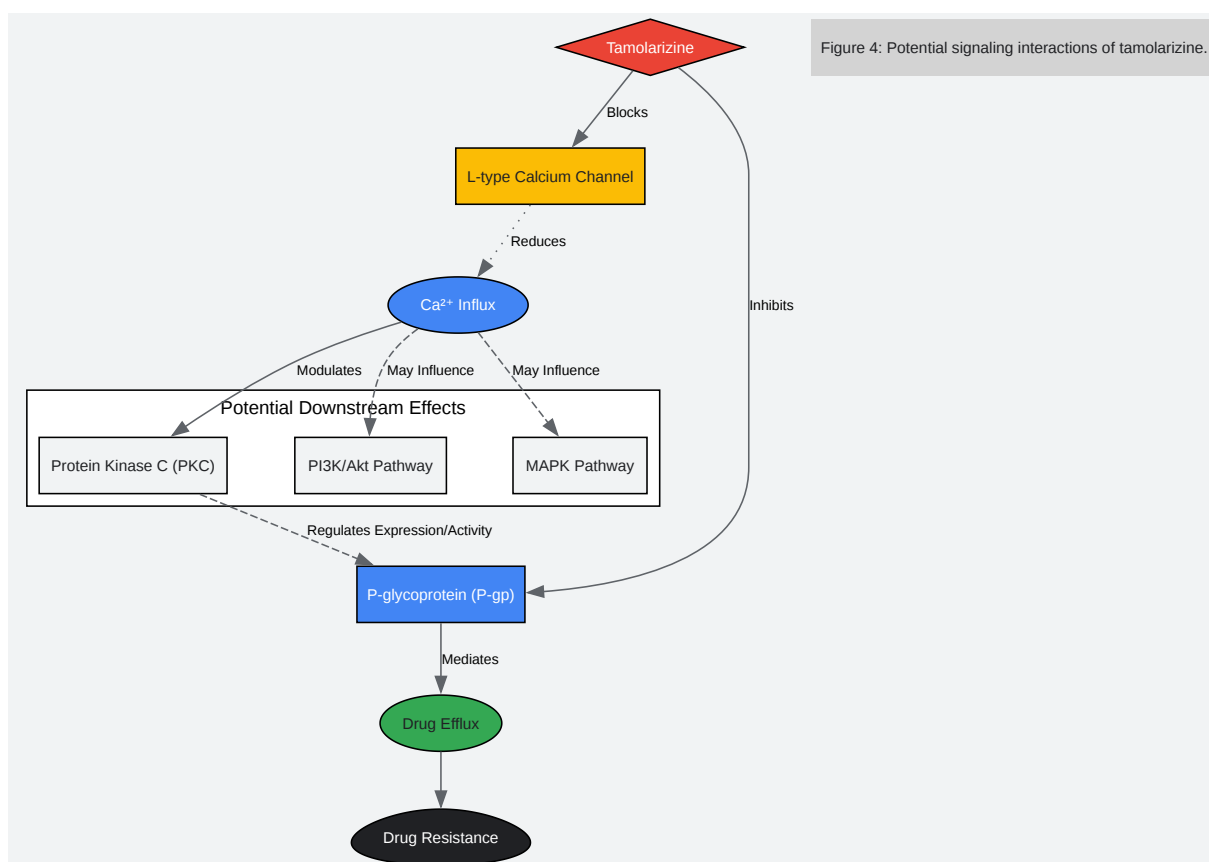 Tamolarizine
Figure 4: Potential signaling interactions of tamolarizine.
Blocks
L-type Calcium Channel
Reduces
Ca²⁺ Influx
Inhibits
Modulates
May Influence
May Influence
Potential Downstream Effects
Protein Kinase C (PKC)
PI3K/Akt Pathway
MAPK Pathway
Regulates Expression/Activity
P-glycoprotein (P-gp)
Mediates
Drug Efflux
Drug Resistance